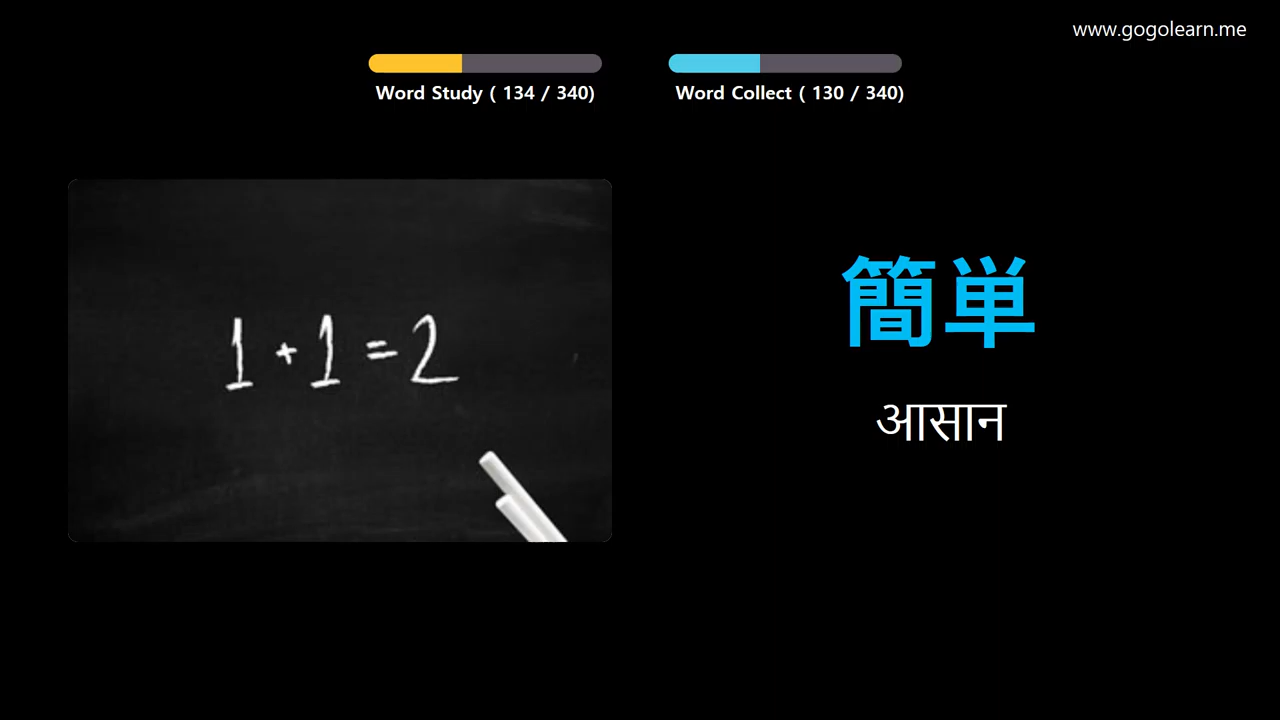 www.gogolearn.me
Word Study ( 134 / 340)
Word Collect ( 130 / 340)
1 + 1 = 2
簡単
आसान